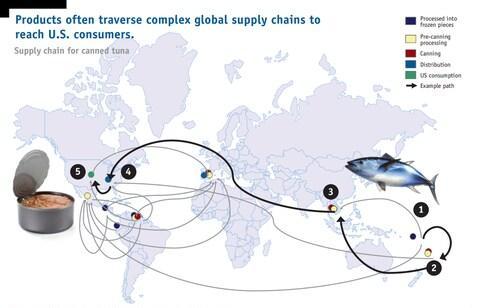 Products often traverse complex global supply chains to
reach U.S. consumers.
Supply chain for canned tuna
Processed into
frozen pieces
Pre-canning
processing
Canning
Distribution
US consumption
Example path
5
4
3
1
2